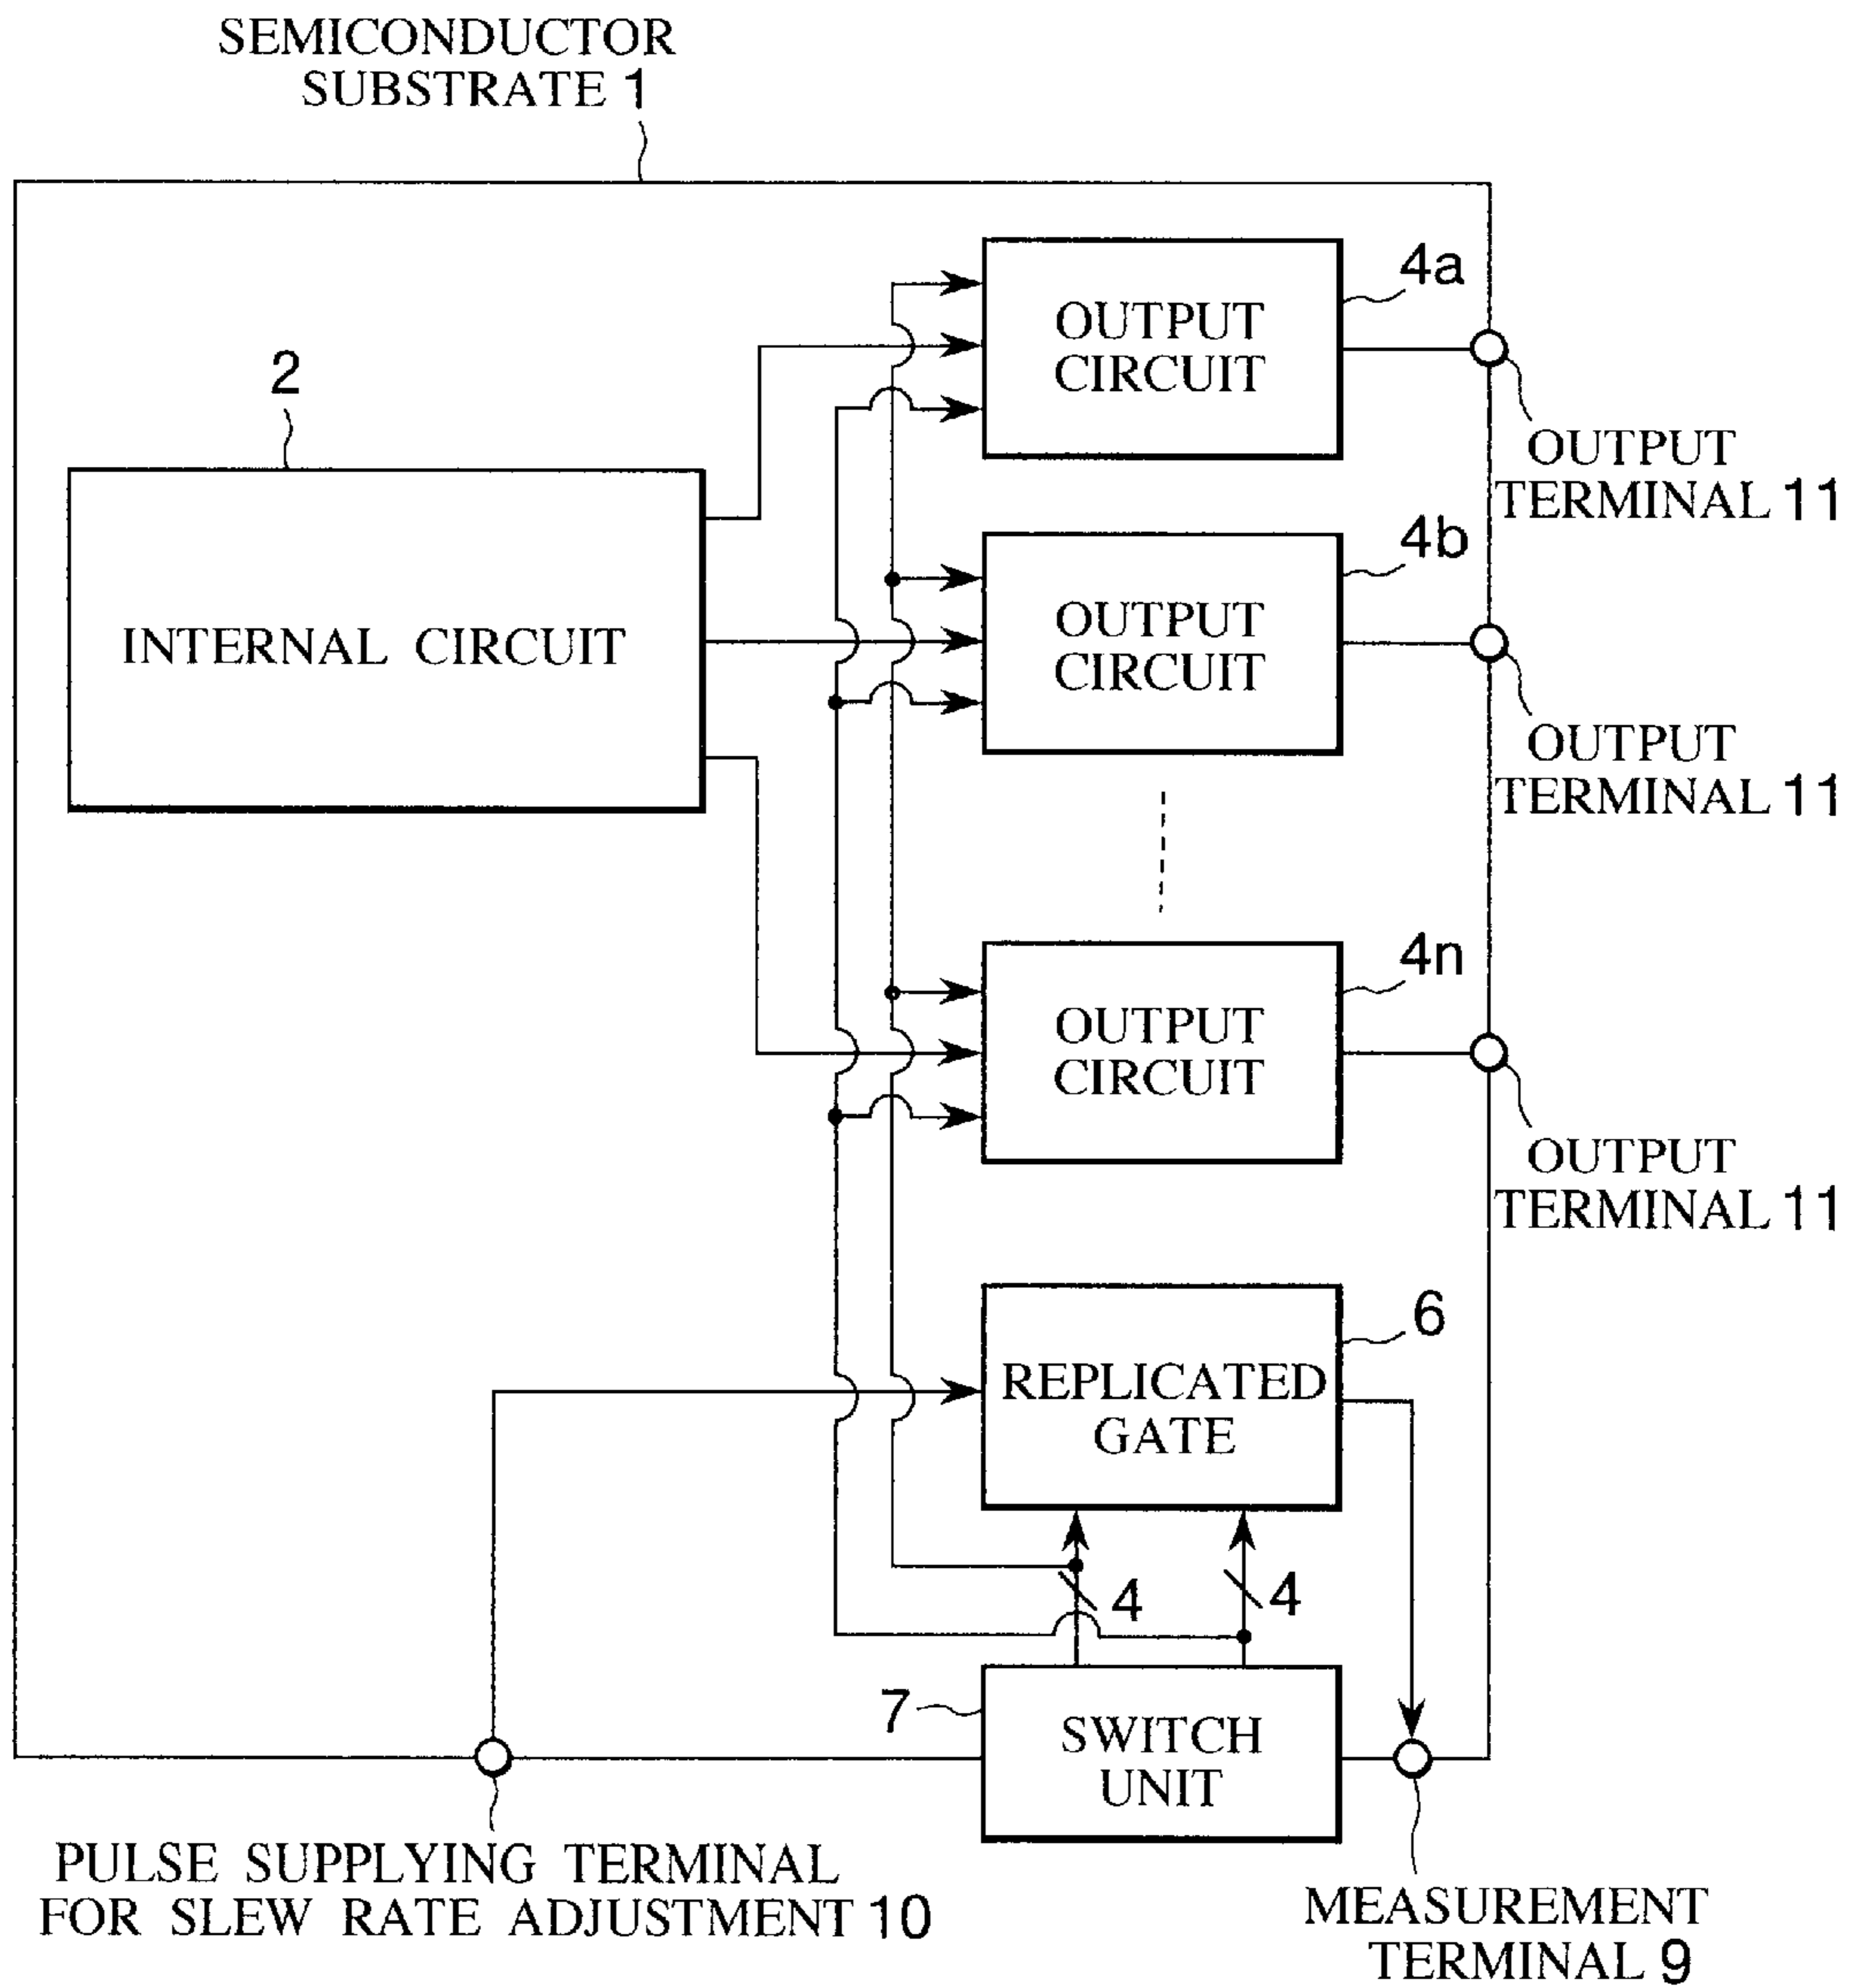 SEMICONDUCTOR
SUBSTRATE 1
4a
OUTPUT
CIRCUIT
2
OUTPUT
TERMINAL 11
4b
INTERNAL CIRCUIT
OUTPUT
CIRCUIT
OUTPUT
TERMINAL 11
4n
OUTPUT
CIRCUIT
OUTPUT
TERMINAL 11
6
REPLICATED
GATE
4
4
7
SWITCH
UNIT
PULSE SUPPLYING TERMINAL
FOR SLEW RATE ADJUSTMENT 10
MEASUREMENT
TERMINAL 9